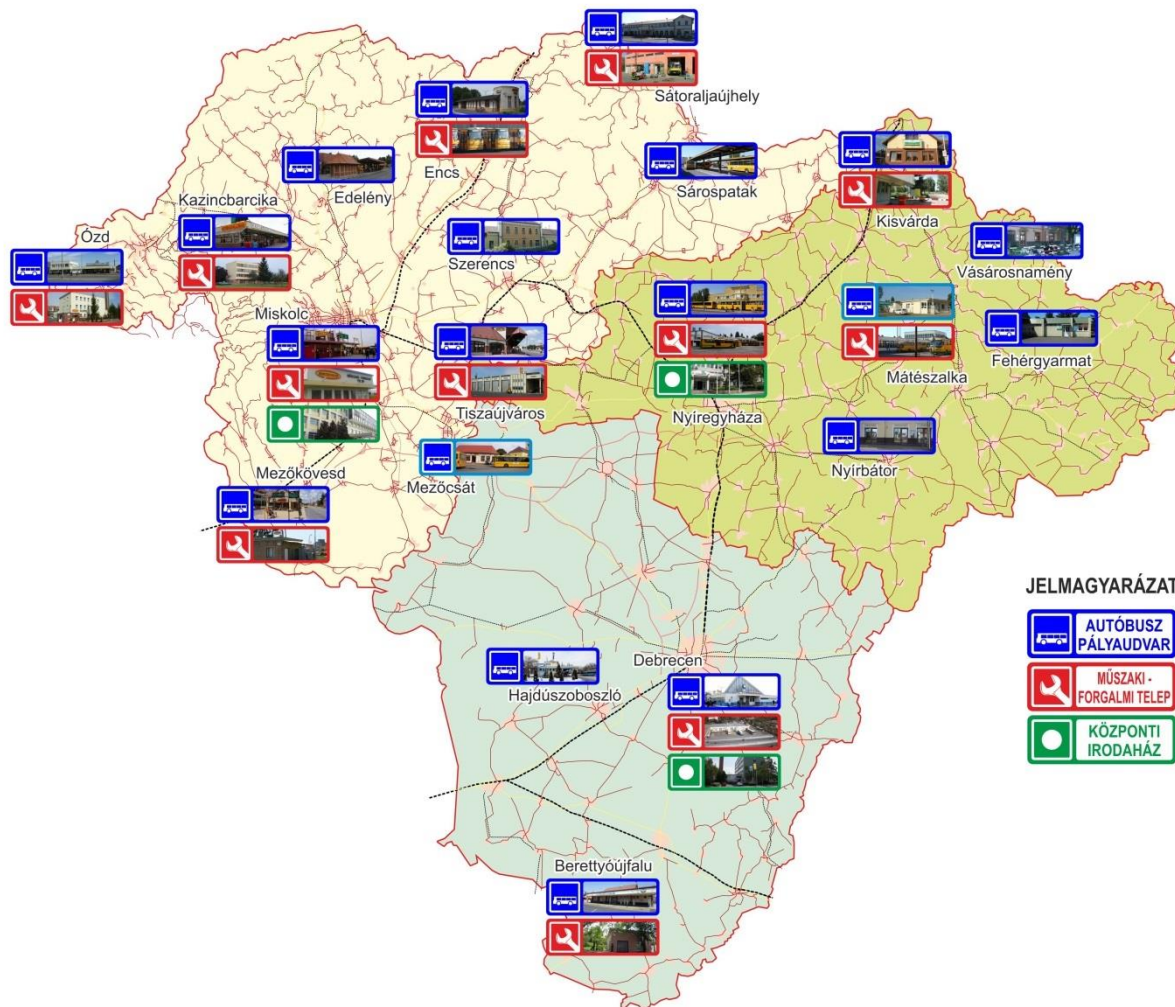 Sátoraljaújhely
Encs
Edelény
Sárospatak
Kisvárda
Kazincbarcika
Ózd
Szerencs
Vásárosnamény
Miskolc
Tiszaújváros
Nyíregyháza
Mátészalka
Fehérgyarmat
Mezőkövesd
Mezőcsát
Nyírbátor
JELMAGYARÁZAT
AUTÓBUSZ
PÁLYAUDVAR
MŰSZAKI -
FORGALMI TELEP
KÖZPONTI
IRODAHÁZ
Debrecen
Hajdúszoboszló
Berettyóújfalu